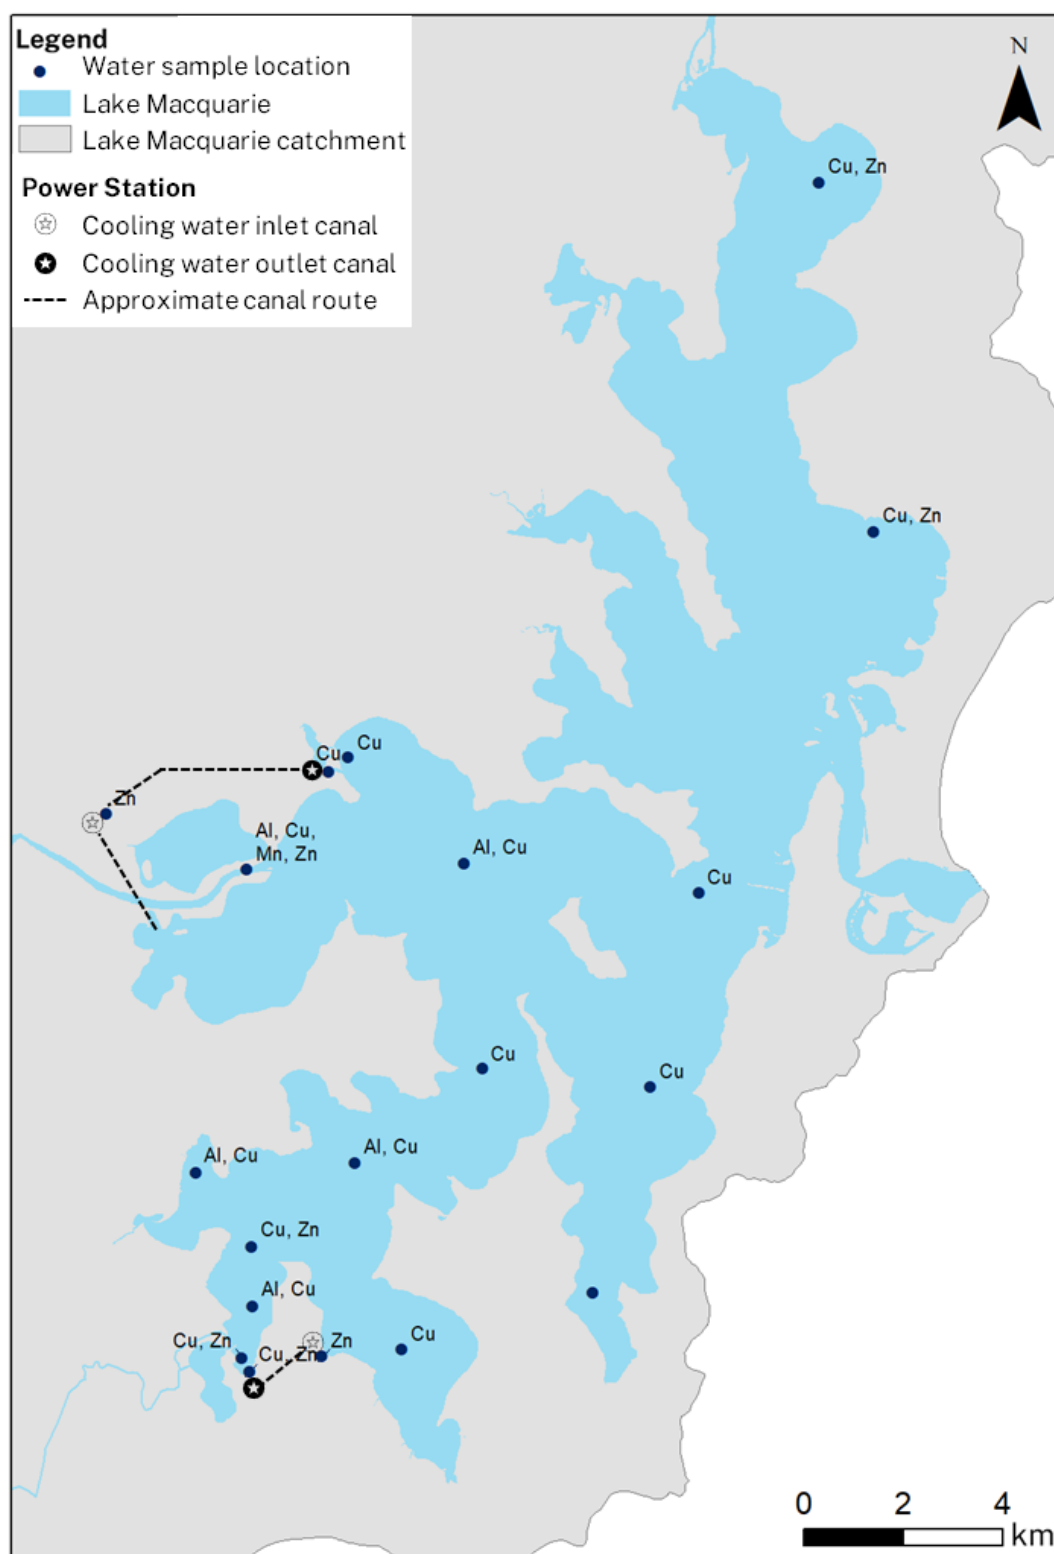 Legend
Water sample location
Lake Macquarie
Lake Macquarie catchment
Power Station
Cooling water inlet canal
Cooling water outlet canal
Approximate canal route
N
Cu, Zn
Cu, Zn
Cu
Cu
Zn
Al, Cu,
Mn, Zn
Al, Cu
Cu
Cu
Cu
Al, Cu
Al, Cu
Cu, Zn
Al, Cu
Cu, Zn
Cu, Zn
Zn
Cu
0 2 4
km